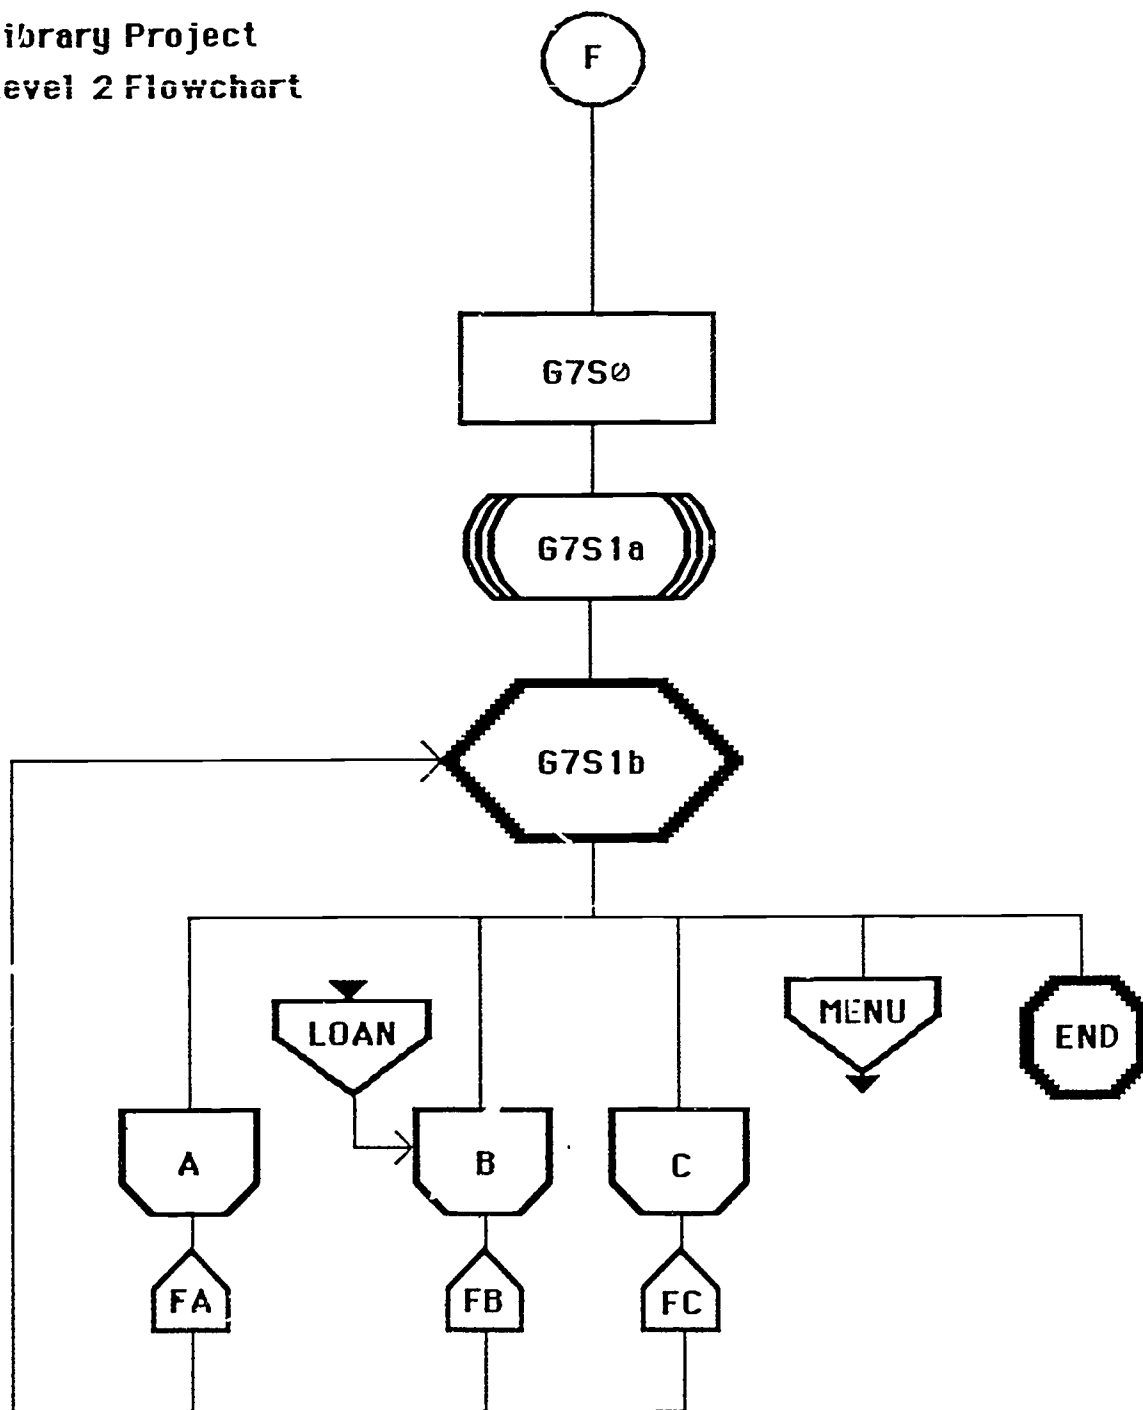 ibrary Project
evel 2 Flowchart
F
G7S0
G7S1a
G7S1b
LOAN
MENU
END
A
B
C
FA
FB
FC